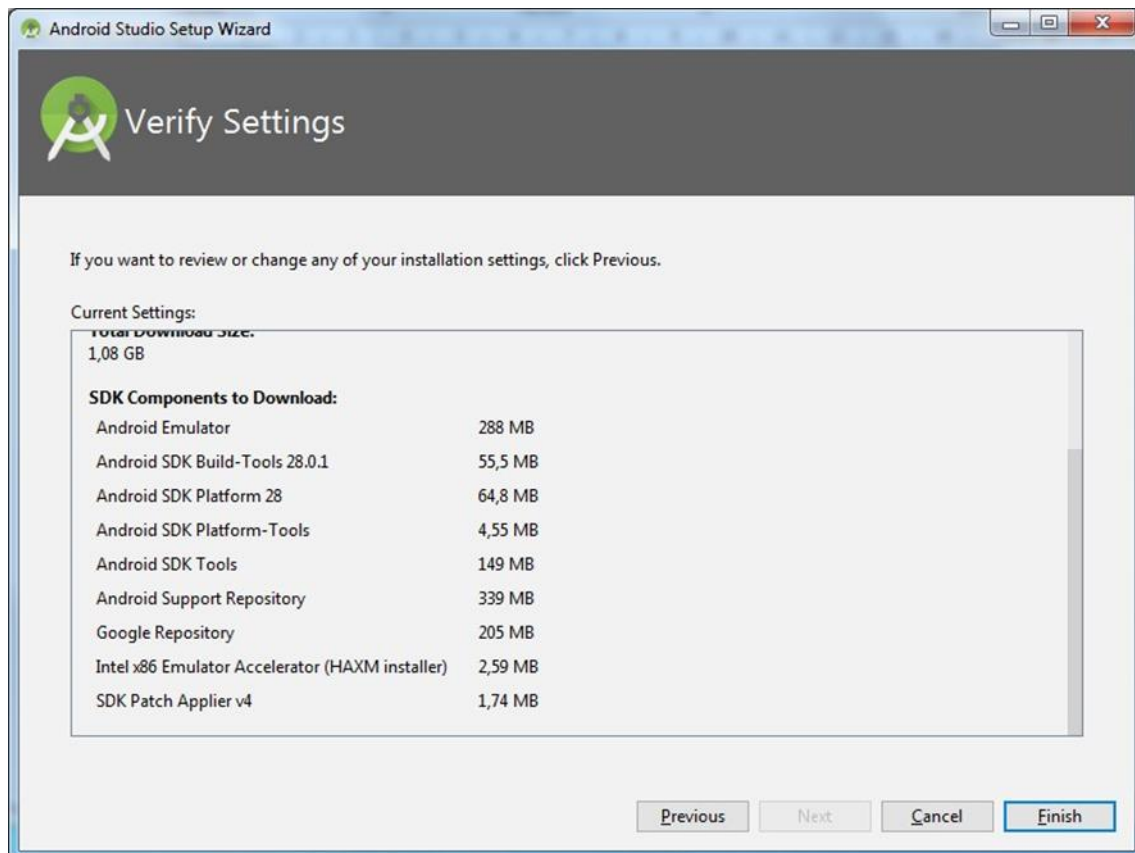 Android Studio Setup Wizard
Verify Settings
If you want to review or change any of your installation settings, click Previous.
Current Settings:
Total Download Size:
1,08 GB
SDK Components to Download:
Android Emulator 288 MB
Android SDK Build-Tools 28.0.1 55,5 MB
Android SDK Platform 28 64,8 MB
Android SDK Platform-Tools 4,55 MB
Android SDK Tools 149 MB
Android Support Repository 339 MB
Google Repository 205 MB
Intel x86 Emulator Accelerator (HAXM installer) 2,59 MB
SDK Patch Applier v4 1,74 MB
Previous Next Cancel Finish